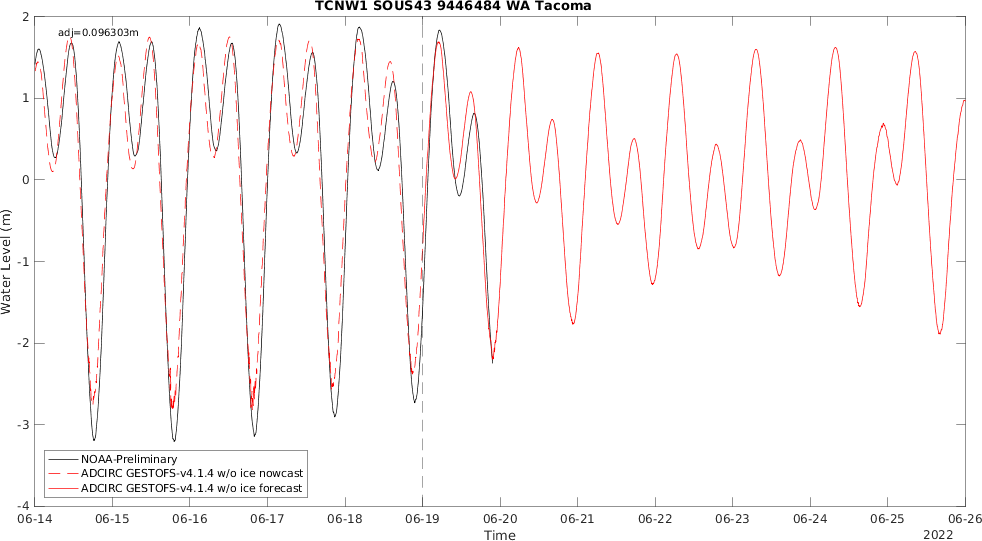 TCNW1 SOUS43 9446484 WA Tacoma
adj=0.096303m
2
1
0
-1
-2
-3
-4
Water Level (m)
NOAA-Preliminary
ADCIRC GESTOFS-v4.1.4 w/o ice nowcast
ADCIRC GESTOFS-v4.1.4 w/o ice forecast
06-14 06-15 06-16 06-17 06-18 06-19 06-20 06-21 06-22 06-23 06-24 06-25 06-26
Time
2022